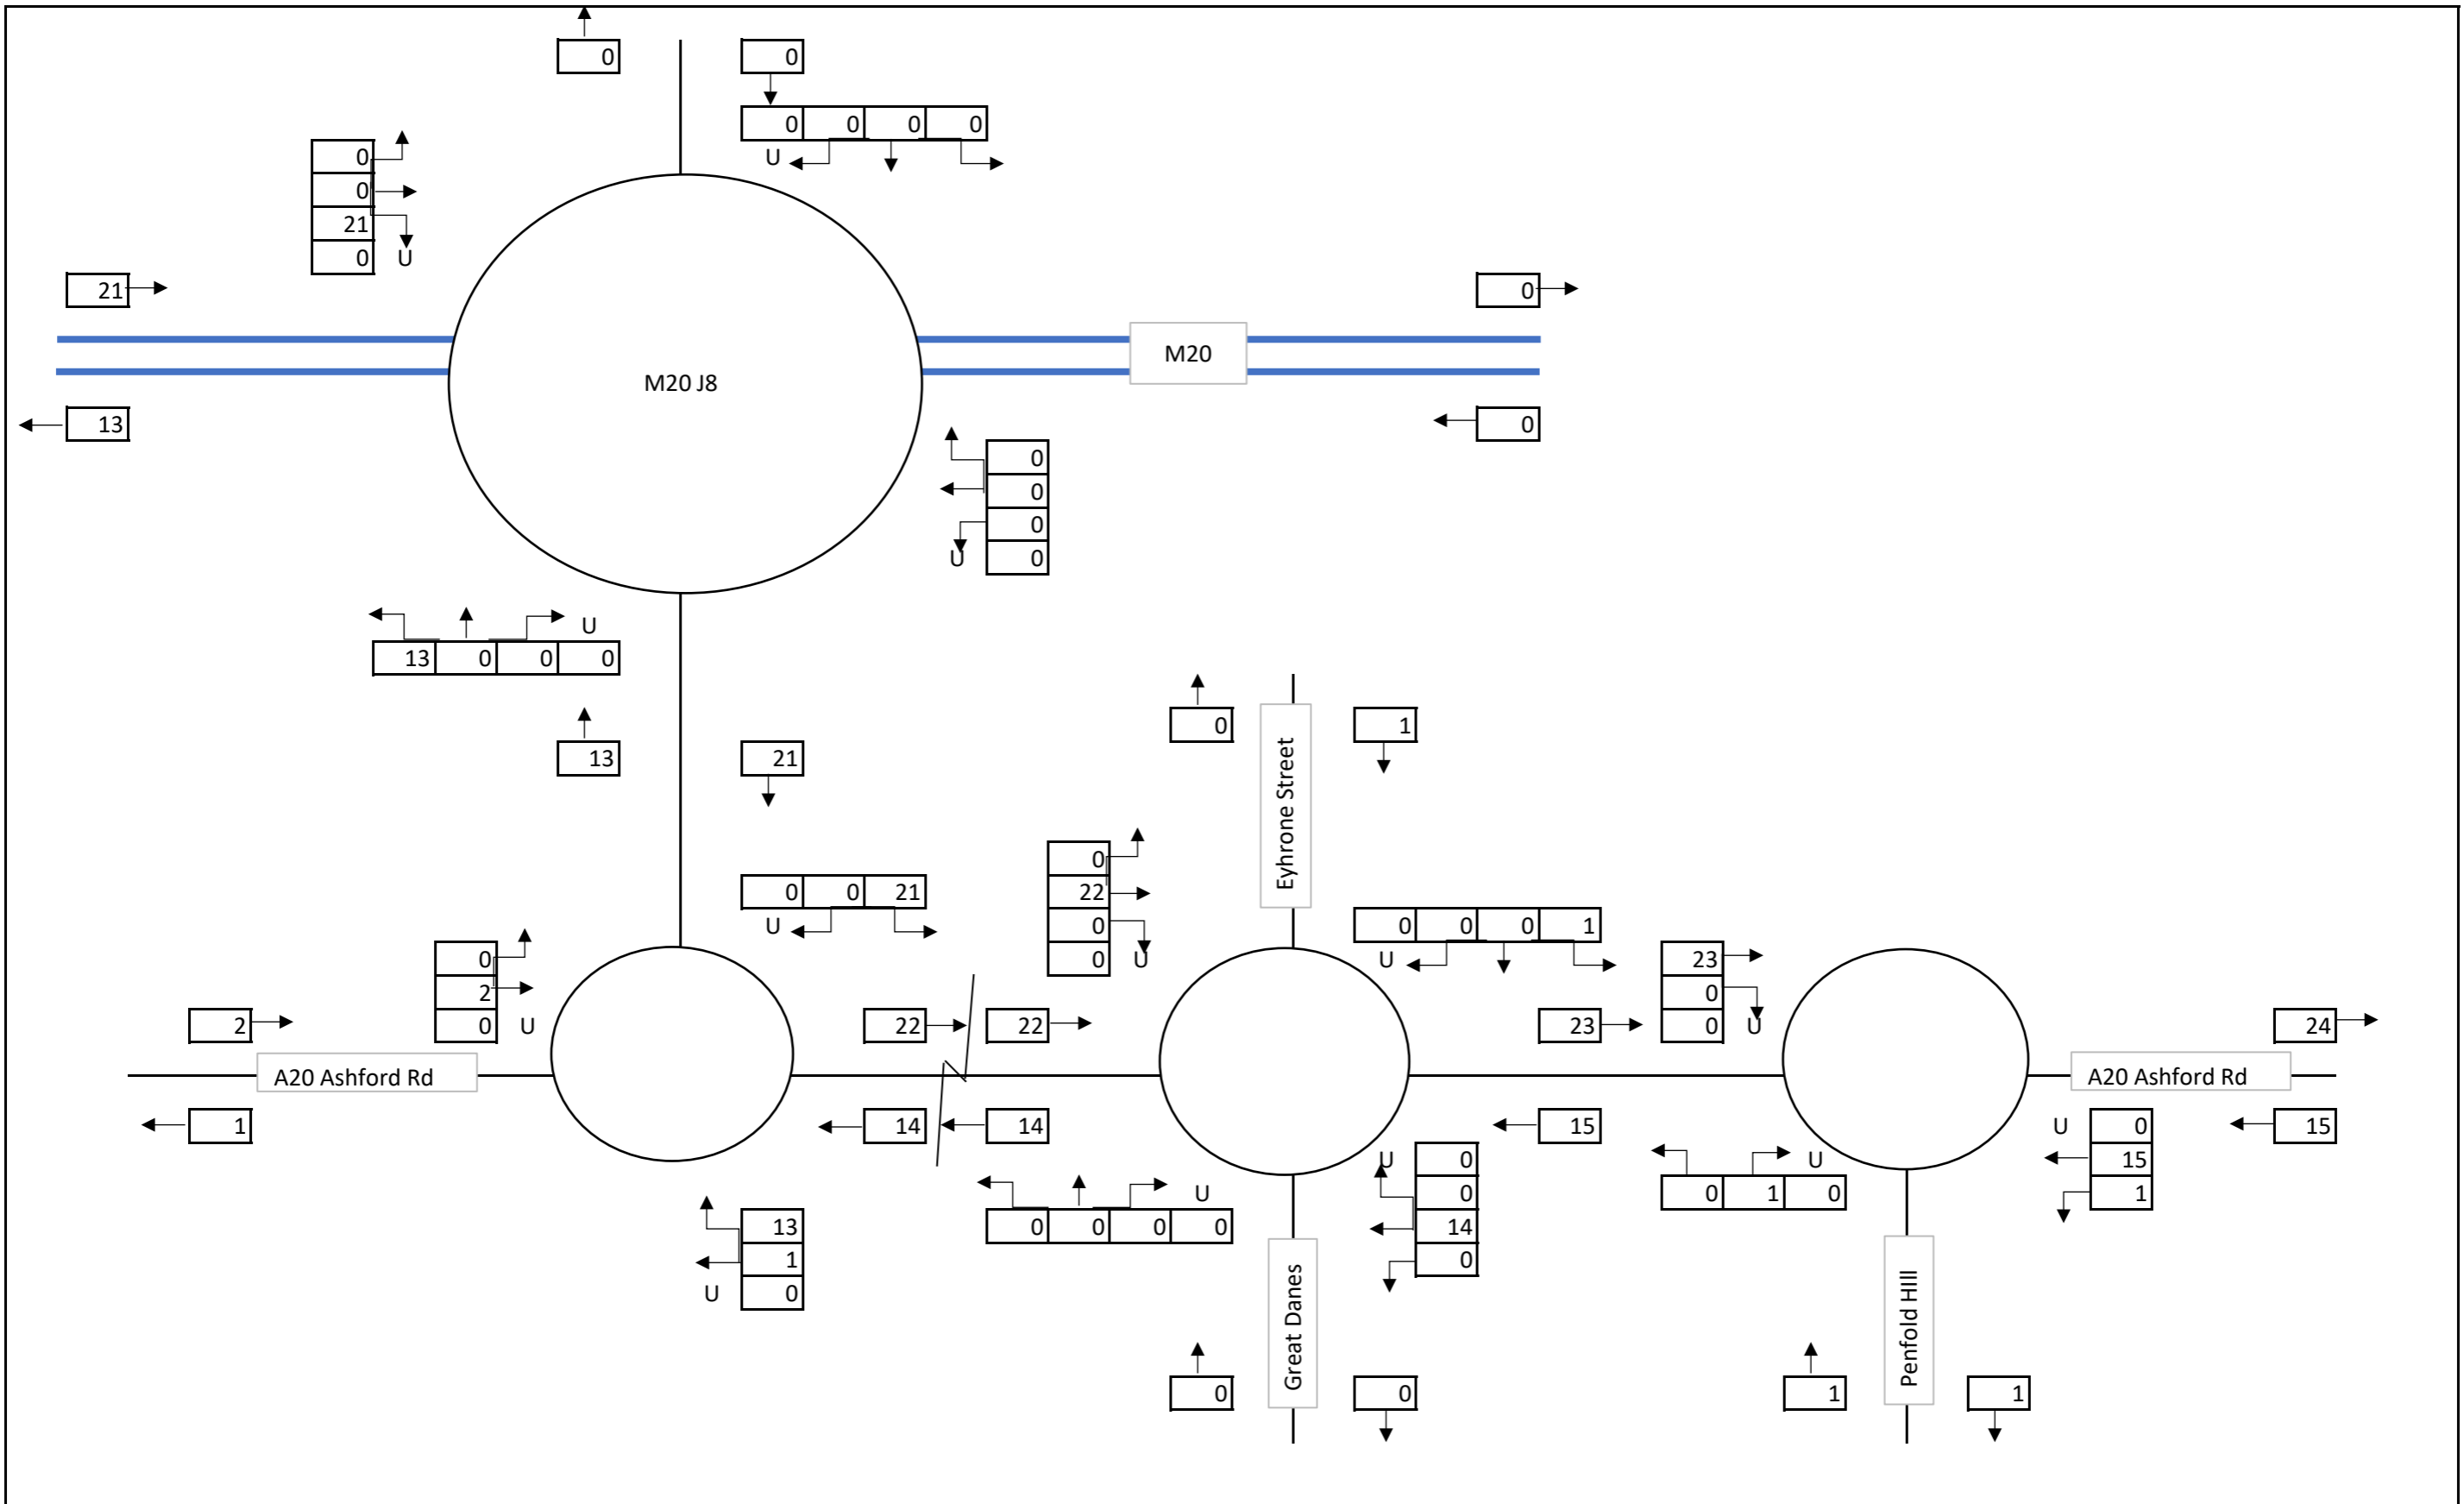 0 0
0 0 0 0
U
0
0
21
0 U
21
0
M20
M20 J8
13
0
0
0
0
U 0
U
13 0 0 0
0 1
13 21
Eyhrone Street
0
22
0
0 U
0 0 21
U
0 0 0 1
U
0
2
0 U
23
0
0 U
2
22 22
23
24
A20 Ashford Rd
A20 Ashford Rd
1
14 14
15
15
U 0
15
1
U 0
0
14
0
U
0 1 0
U
0 0 0 0
13
1
U 0
Great Danes
Penfold HIll
0 0
1 1